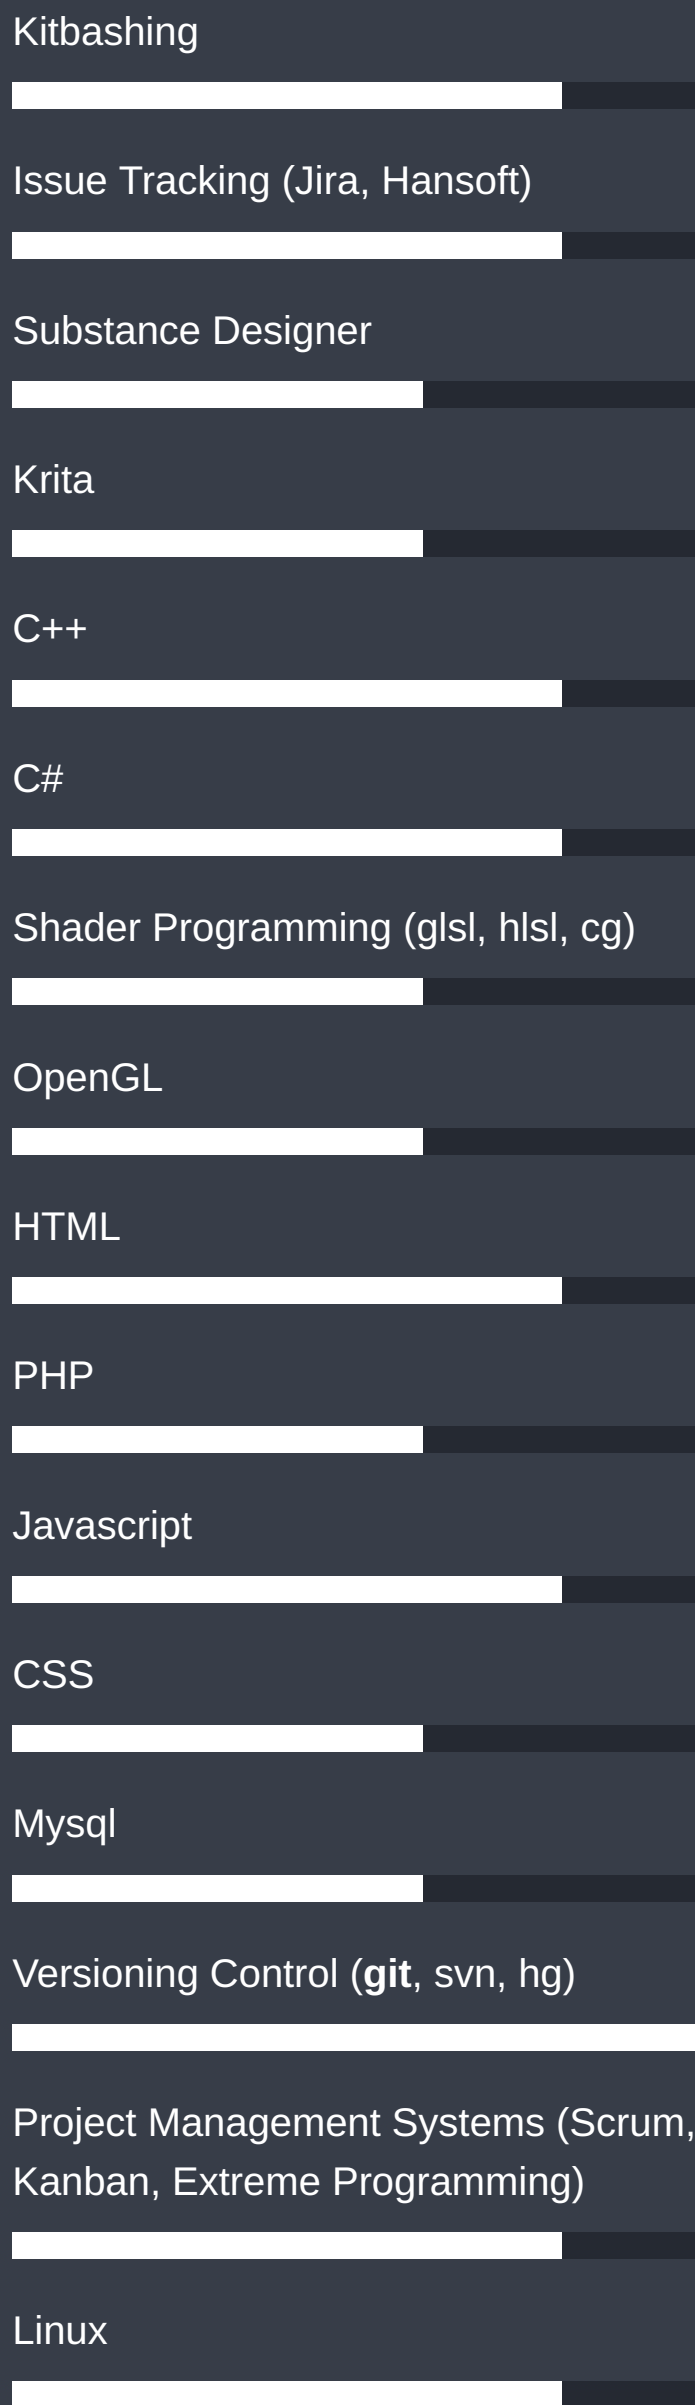 Kitbashing
Issue Tracking (Jira, Hansoft)
Substance Designer
Krita
C++
C#
Shader Programming (glsl, hlsl, cg)
OpenGL
HTML
PHP
Javascript
CSS
Mysql
Versioning Control (git, svn, hg)
Project Management Systems (Scrum,
Kanban, Extreme Programming)
Linux